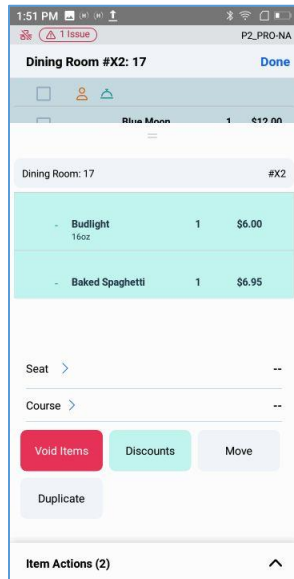 1:51 PM
1 Issue
P2_PRO-NA
Dining Room #X2: 17 Done
Blue Moon 1 $12.00
Dining Room: 17 #X2
- Budlight 1 $6.00
16oz
- Baked Spaghetti 1 $6.95
Seat > --
Course > --
Void Items Discounts Move
Duplicate
Item Actions (2)